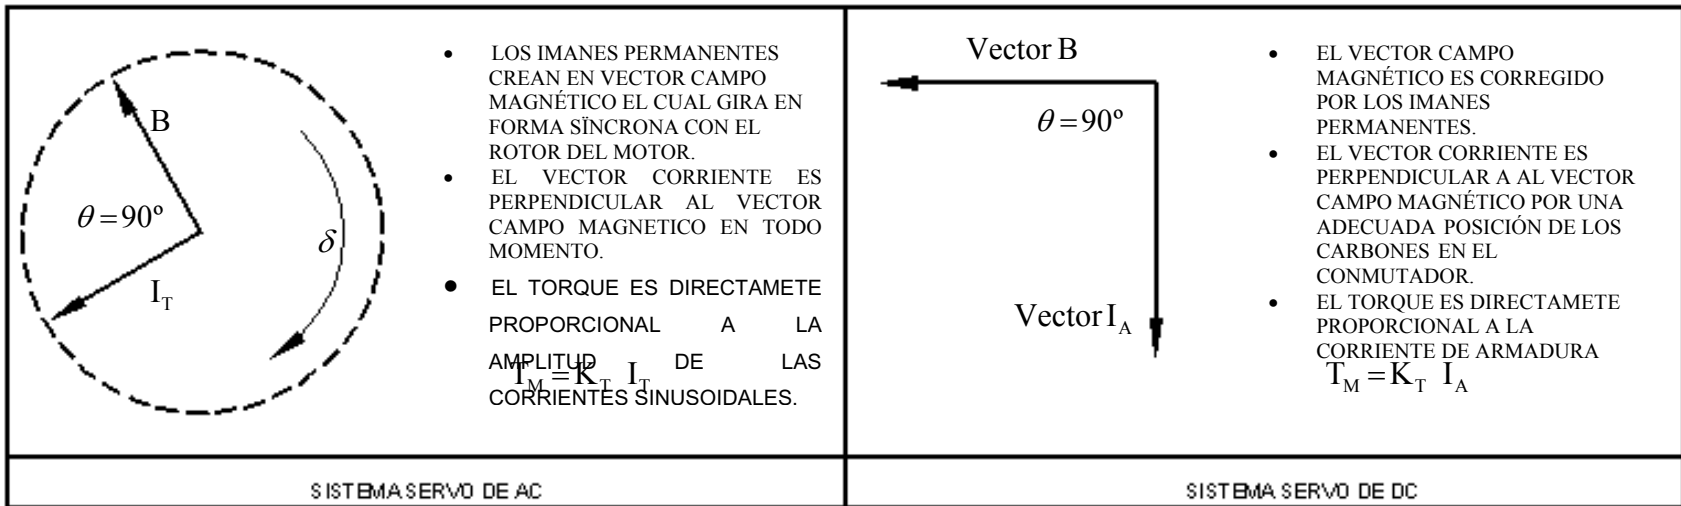 B
θ = 90º
I_T
δ
• LOS IMANES PERMANENTES
CREAN EN VECTOR CAMPO
MAGNÉTICO EL CUAL GIRA EN
FORMA SÏNCRONA CON EL
ROTOR DEL MOTOR.
• EL VECTOR CORRIENTE ES
PERPENDICULAR AL VECTOR
CAMPO MAGNETICO EN TODO
MOMENTO.
• EL TORQUE ES DIRECTAMETE
PROPORCIONAL A LA
AMPLITUD DE LAS
T_M = K_T I_T
CORRIENTES SINUSOIDALES.
SISTEMA SERVO DE AC
Vector B
θ = 90º
Vector I_A
• EL VECTOR CAMPO
MAGNÉTICO ES CORREGIDO
POR LOS IMANES
PERMANENTES.
• EL VECTOR CORRIENTE ES
PERPENDICULAR A AL VECTOR
CAMPO MAGNÉTICO POR UNA
ADECUADA POSICIÓN DE LOS
CARBONES EN EL
CONMUTADOR.
• EL TORQUE ES DIRECTAMETE
PROPORCIONAL A LA
CORRIENTE DE ARMADURA
T_M = K_T I_A
SISTEMA SERVO DE DC